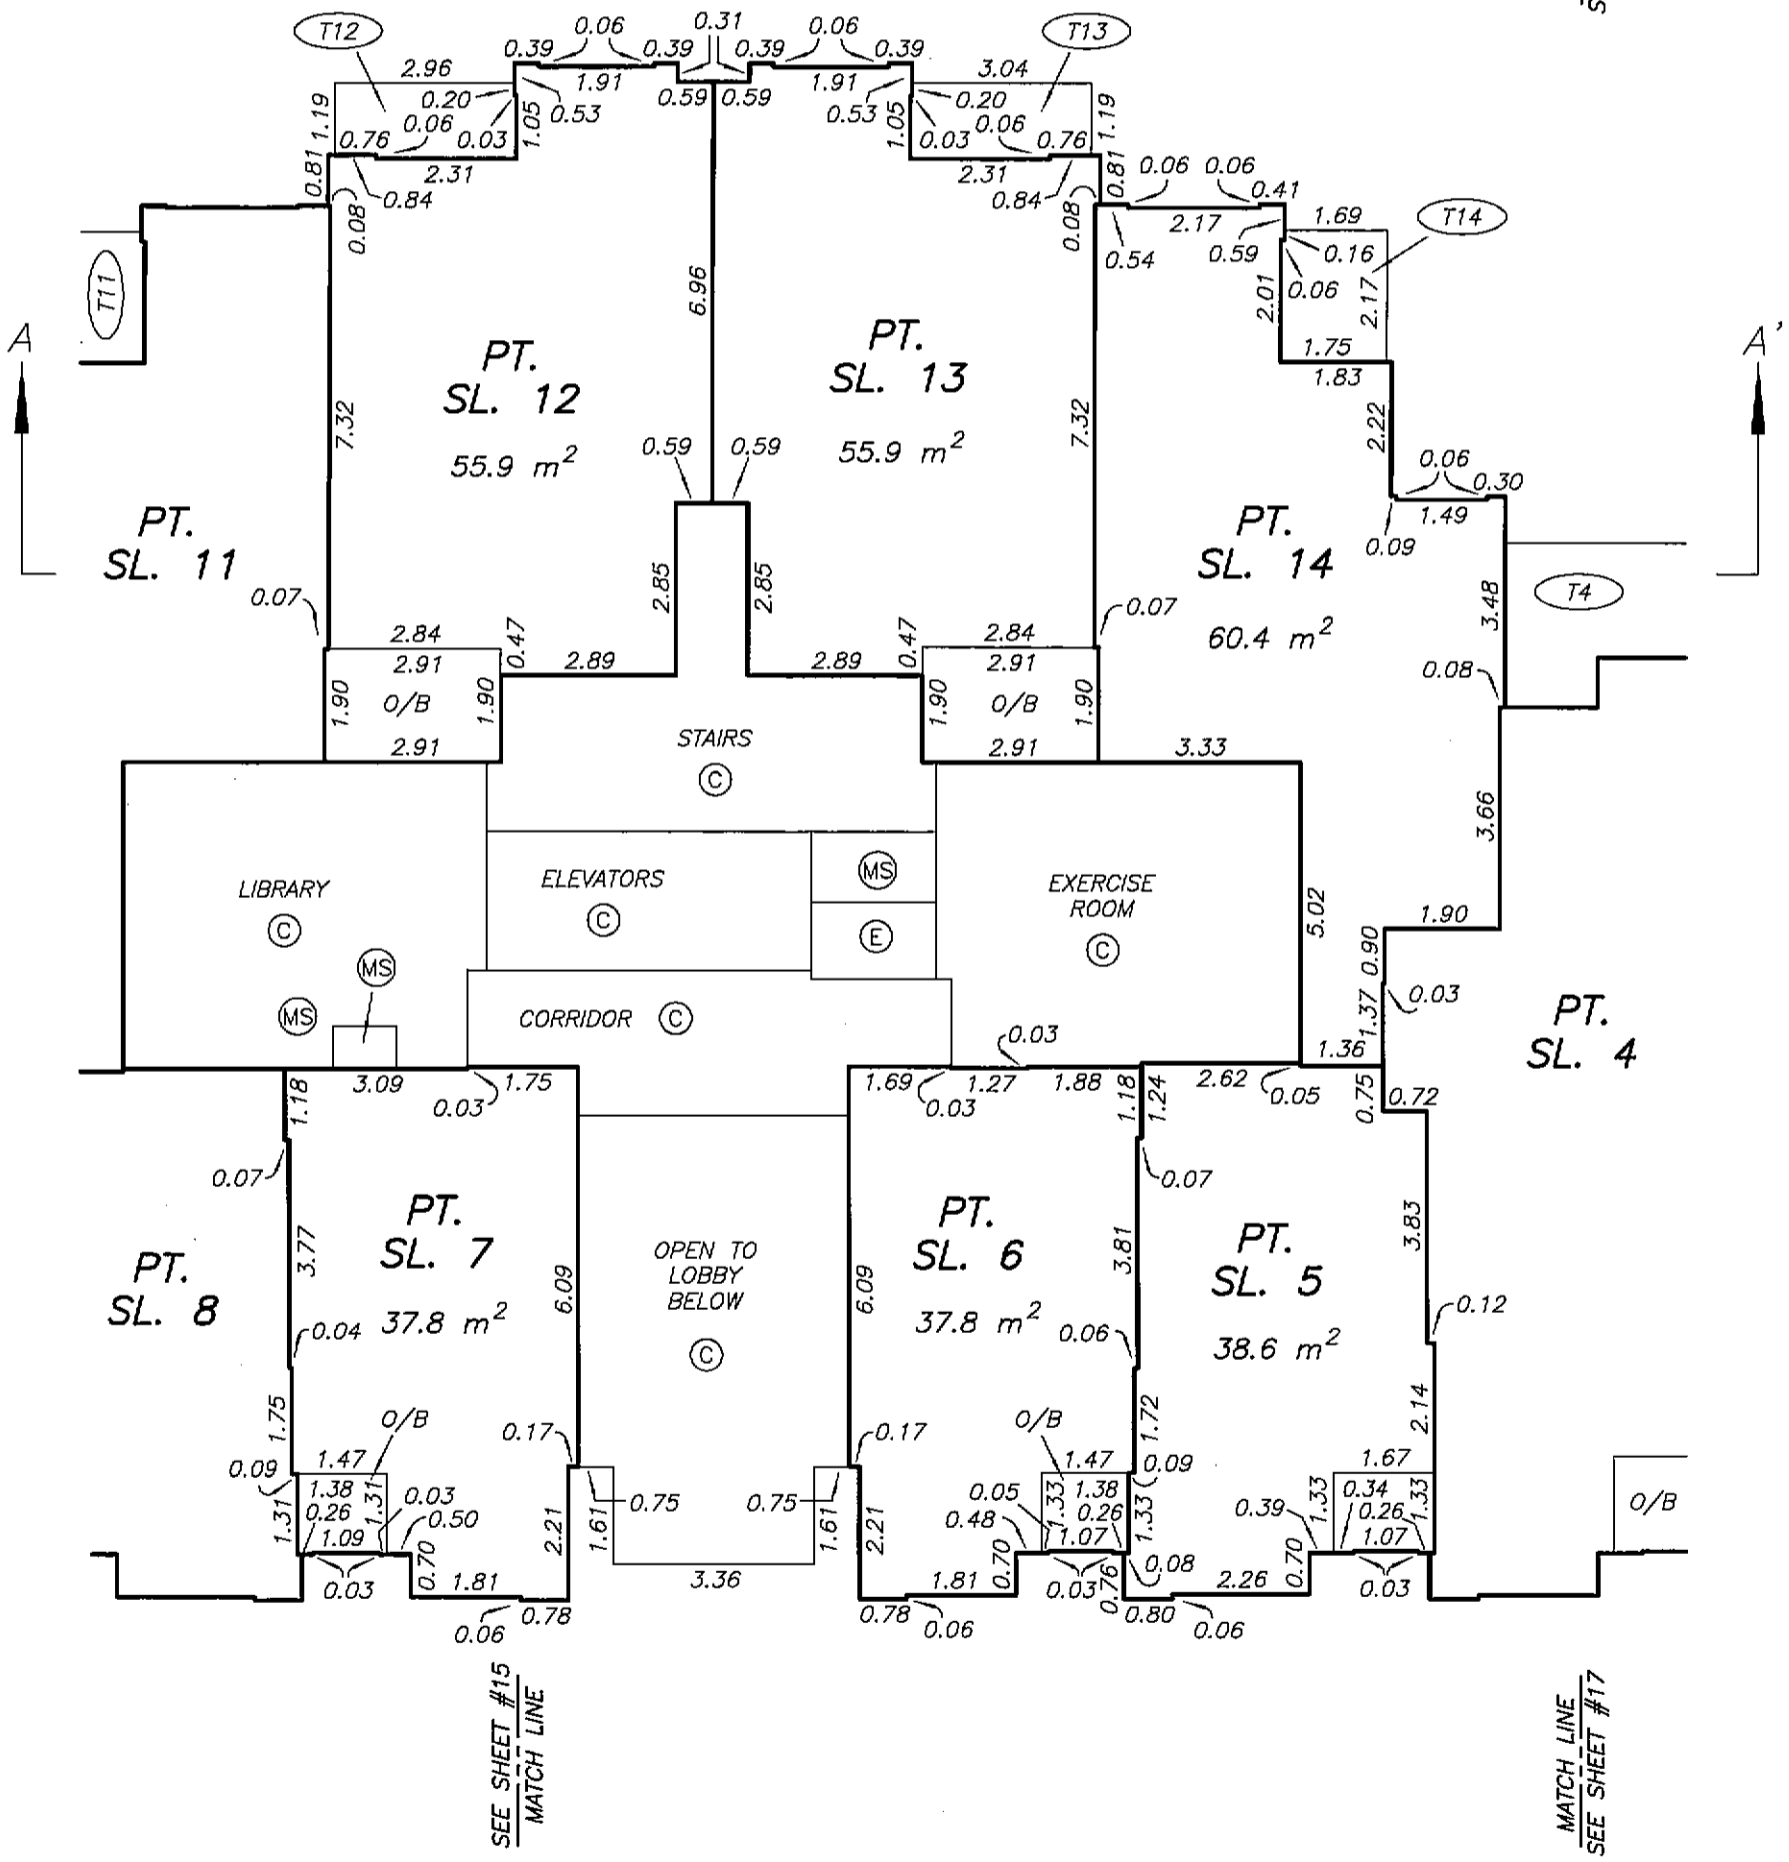 T12
0.06
0.31
0.06
T13
0.39
0.39
0.39
0.39
2.96
1.91
1.91
3.04
0.20
0.53
0.59
0.59
0.53
0.20
1.19
0.76
0.06
0.03
1.05
1.05
0.03
0.06
0.76
1.19
0.81
0.84
2.31
2.31
0.84
0.81
0.06
0.06
0.41
0.08
0.08
0.54
2.17
0.59
1.69
T14
0.16
0.06
T11
2.01
2.17
A
A'
6.96
1.75
1.83
PT.
SL. 12
55.9 m2
PT.
SL. 13
55.9 m2
7.32
7.32
2.22
0.59
0.59
0.06
0.30
1.49
0.09
PT.
SL. 11
PT.
SL. 14
60.4 m2
T4
3.48
0.07
2.85
2.85
0.07
2.84
0.47
0.47
2.84
2.91
2.89
2.89
2.91
0.08
1.90
O/B
1.90
1.90
O/B
1.90
2.91
STAIRS
C
2.91
3.33
3.66
LIBRARY
C
ELEVATORS
C
MS
E
EXERCISE
ROOM
C
5.02
1.90
0.90
0.03
1.37
MS
MS
CORRIDOR C
PT.
SL. 4
0.03
1.36
1.18
3.09
0.03
1.75
1.69
0.03
1.27
1.88
1.18
1.24
2.62
0.05
0.75
0.72
0.07
0.07
PT.
SL. 7
37.8 m2
3.77
6.09
OPEN TO
LOBBY
BELOW
C
6.09
PT.
SL. 6
37.8 m2
3.81
PT.
SL. 5
38.6 m2
3.83
PT.
SL. 8
0.04
0.06
0.12
1.75
O/B
0.17
0.17
O/B
1.72
2.14
0.09
1.47
1.47
0.09
1.67
1.38
1.31
0.03
0.50
0.75
0.75
0.05
0.48
1.33
1.38
0.26
1.33
0.39
1.33
0.34
0.26
1.33
O/B
1.31
0.26
1.09
0.03
0.70
1.81
0.06
0.78
2.21
1.61
3.36
1.61
2.21
0.78
0.06
1.81
0.70
1.07
0.03
0.76
0.08
0.80
0.06
2.26
0.70
1.07
0.03
SEE SHEET #15
MATCH LINE
MATCH LINE
SEE SHEET #17